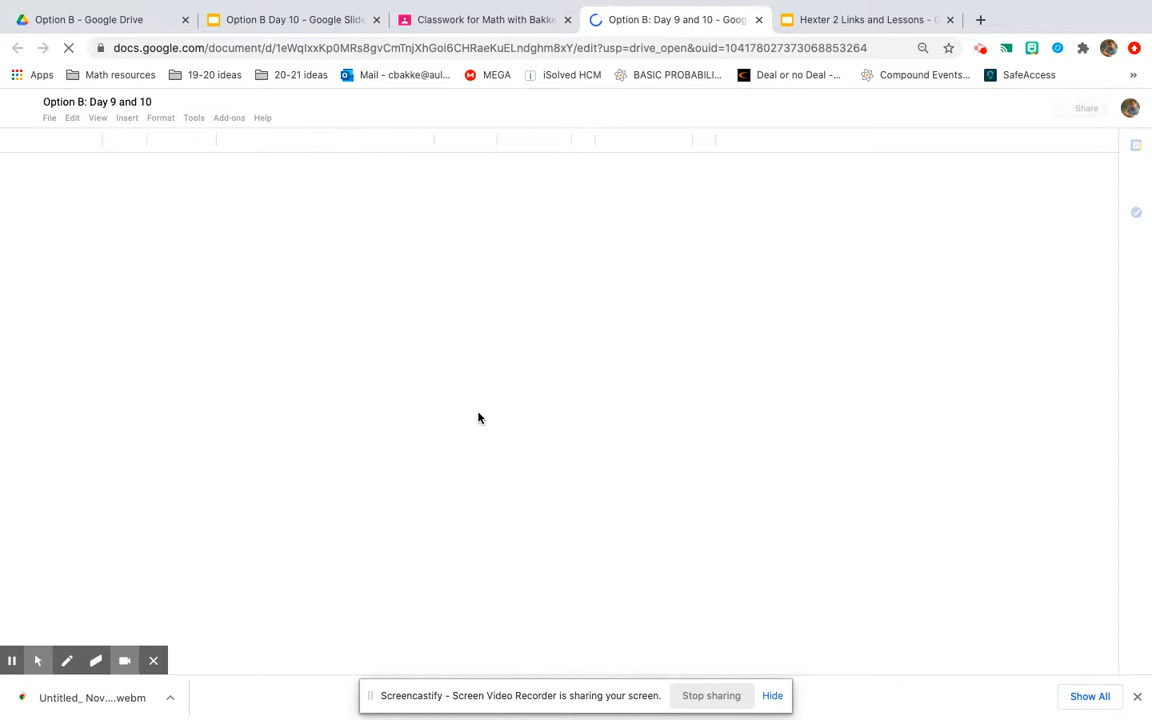 Option B - Google Drive
Option B Day 10 - Google Slide
Classwork for Math with Bakke
Option B: Day 9 and 10 - Goog
Hexter 2 Links and Lessons - G
docs.google.com/document/d/1eWqIxxKp0MRs8gvCmTnjXhGoi6CHRaeKuELndghm8xY/edit?usp=drive_open&ouid=104178027373068853264
Apps
Math resources
19-20 ideas
20-21 ideas
Mail - cbakke@aul...
MEGA
iSolved HCM
BASIC PROBABILI...
Deal or no Deal -...
Compound Events...
SafeAccess
»
Option B: Day 9 and 10
Share
File Edit View Insert Format Tools Add-ons Help
Screencastify - Screen Video Recorder is sharing your screen.
Stop sharing
Hide
Untitled_ Nov....webm
Show All